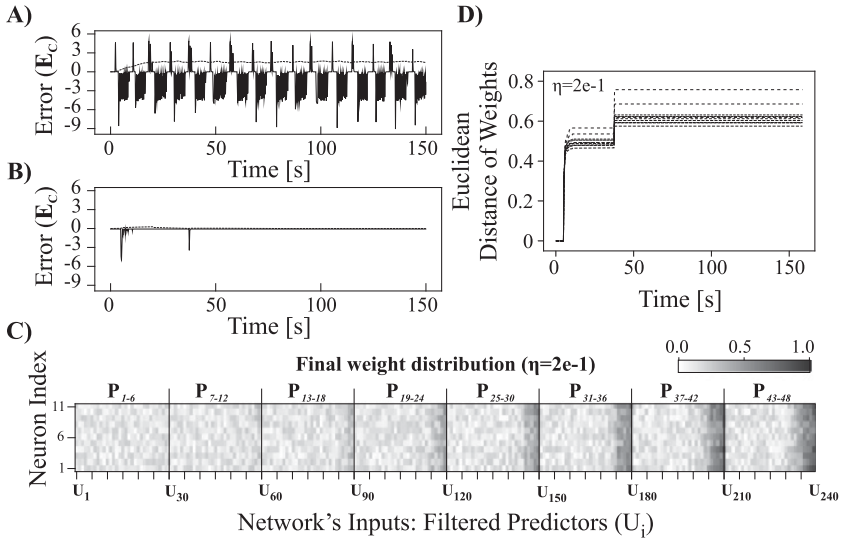 A)
Error (E_C)
6
3
0
-3
-6
-9
0
50
100
150
Time [s]
B)
Error (E_C)
6
3
0
-3
-6
-9
0
50
100
150
Time [s]
D)
Euclidean
Distance of Weights
η=2e-1
0.8
0.6
0.4
0.2
0
0
50
100
150
Time [s]
C)
Final weight distribution (η=2e-1)
0.0
0.5
1.0
Neuron Index
11
6
1
P1-6
P7-12
P13-18
P19-24
P25-30
P31-36
P37-42
P43-48
U1
U30
U60
U90
U120
U150
U180
U210
U240
Network's Inputs: Filtered Predictors (Ui)